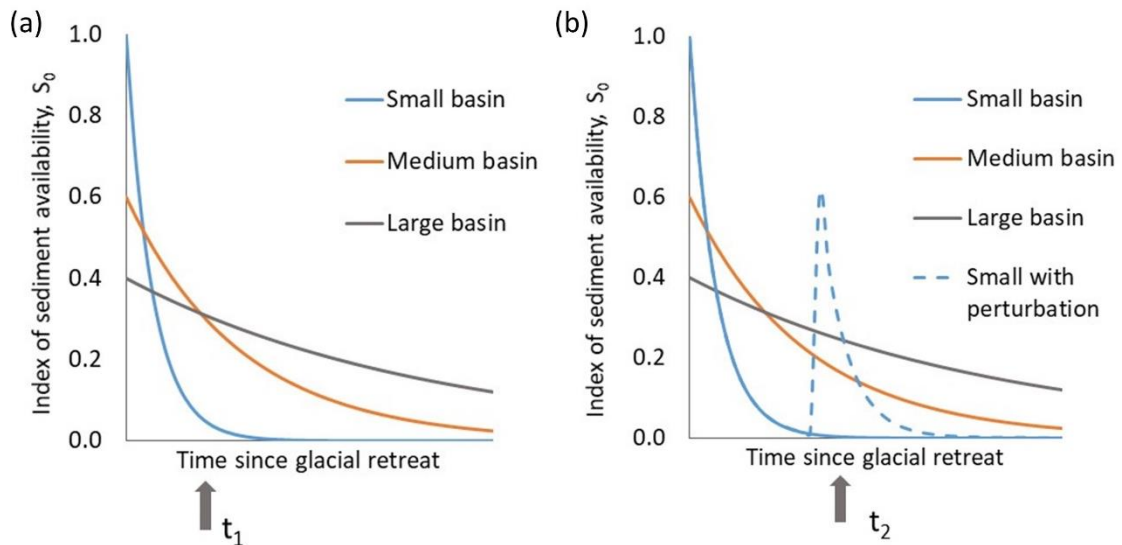 (a)
Index of sediment availability, S₀
1.0
0.8
0.6
0.4
0.2
0.0
Small basin
Medium basin
Large basin
Time since glacial retreat
t₁
(b)
Index of sediment availability, S₀
1.0
0.8
0.6
0.4
0.2
0.0
Small basin
Medium basin
Large basin
Small with
perturbation
Time since glacial retreat
t₂